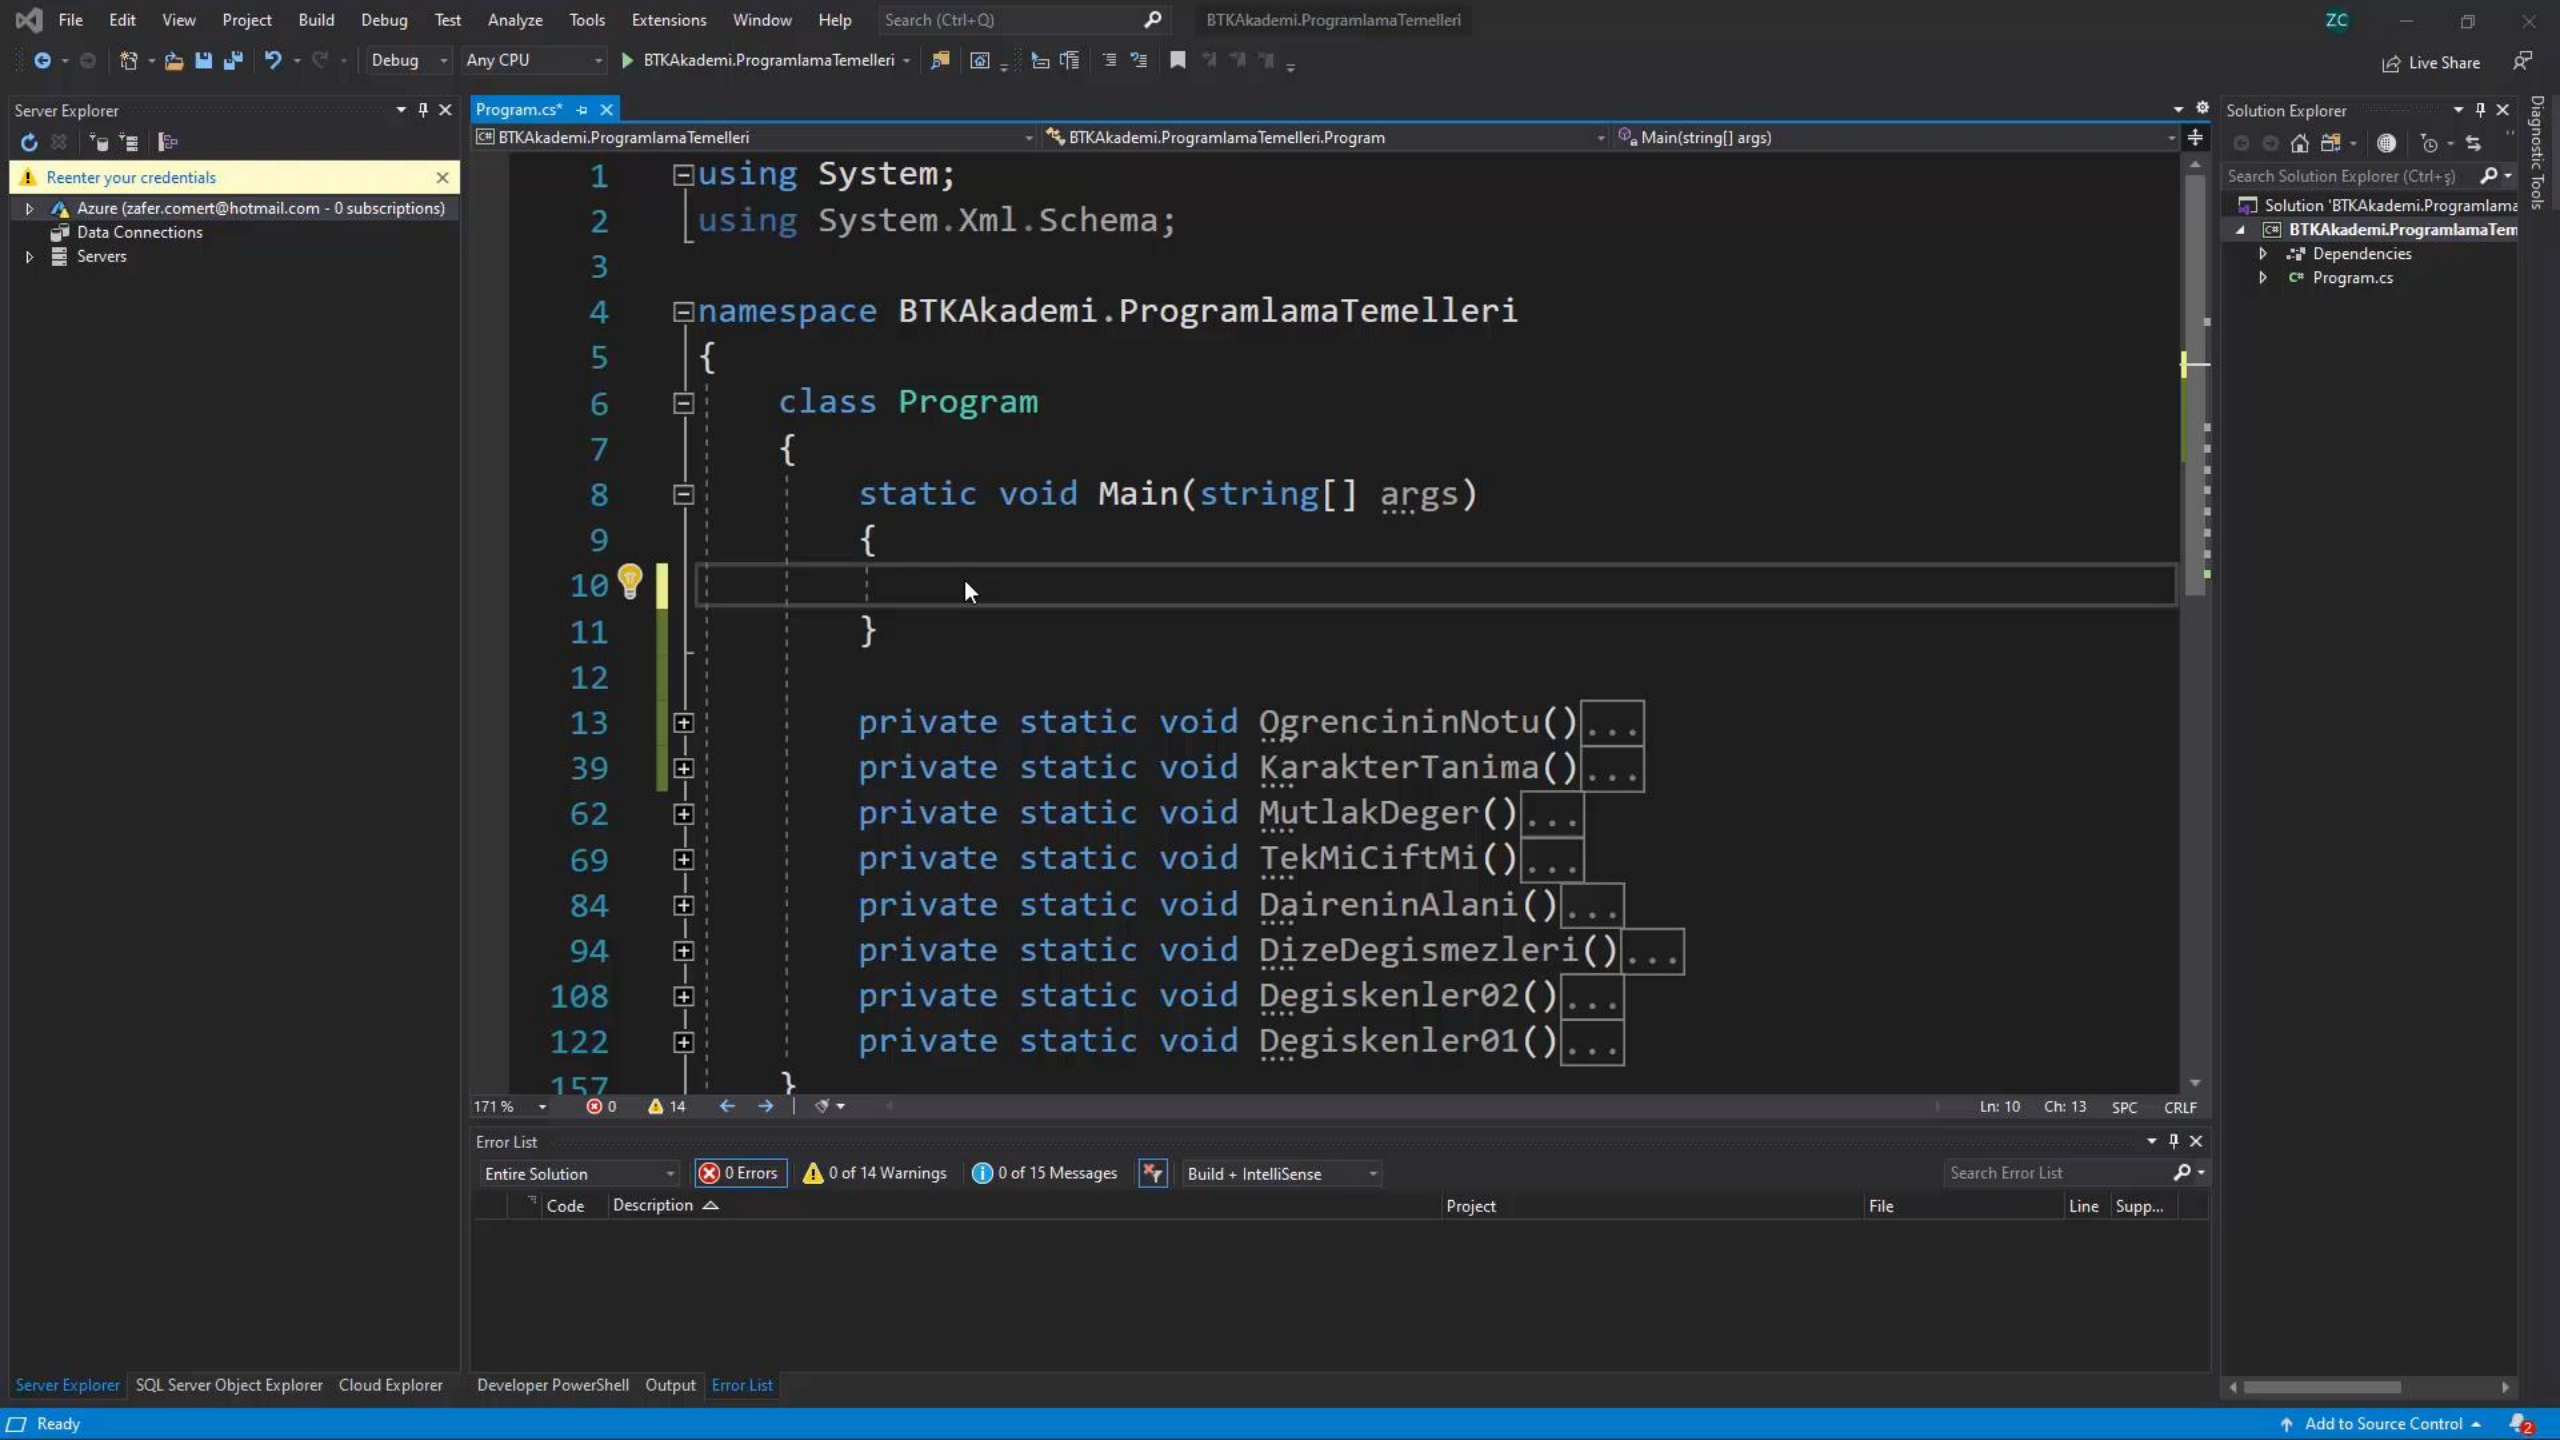 File Edit View Project Build Debug Test Analyze Tools Extensions Window Help Search (Ctrl+Q) BTKAkademi.ProgramlamaTemelleri ZC
Debug Any CPU BTKAkademi.ProgramlamaTemelleri Live Share
Server Explorer
Reenter your credentials
Azure (zafer.comert@hotmail.com - 0 subscriptions)
Data Connections
Servers
Program.cs*
BTKAkademi.ProgramlamaTemelleri BTKAkademi.ProgramlamaTemelleri.Program Main(string[] args)
1 using System;
2 using System.Xml.Schema;
3
4 namespace BTKAkademi.ProgramlamaTemelleri
5 {
6 class Program
7 {
8 static void Main(string[] args)
9 {
10
11 }
12
13 private static void OgrencininNotu()...
39 private static void KarakterTanima()...
62 private static void MutlakDeger()...
69 private static void TekMiCiftMi()...
84 private static void DaireninAlani()...
94 private static void DizeDegismezleri()...
108 private static void Degiskenler02()...
122 private static void Degiskenler01()...
157 }
171 % 0 14 Ln: 10 Ch: 13 SPC CRLF
Error List
Entire Solution 0 Errors 0 of 14 Warnings 0 of 15 Messages Build + IntelliSense Search Error List
Code Description Project File Line Supp...
Solution Explorer
Search Solution Explorer (Ctrl+ş)
Solution 'BTKAkademi.Programlama
BTKAkademi.ProgramlamaTem
Dependencies
C# Program.cs
Diagnostic Tools
Server Explorer SQL Server Object Explorer Cloud Explorer Developer PowerShell Output Error List
Ready Add to Source Control 2